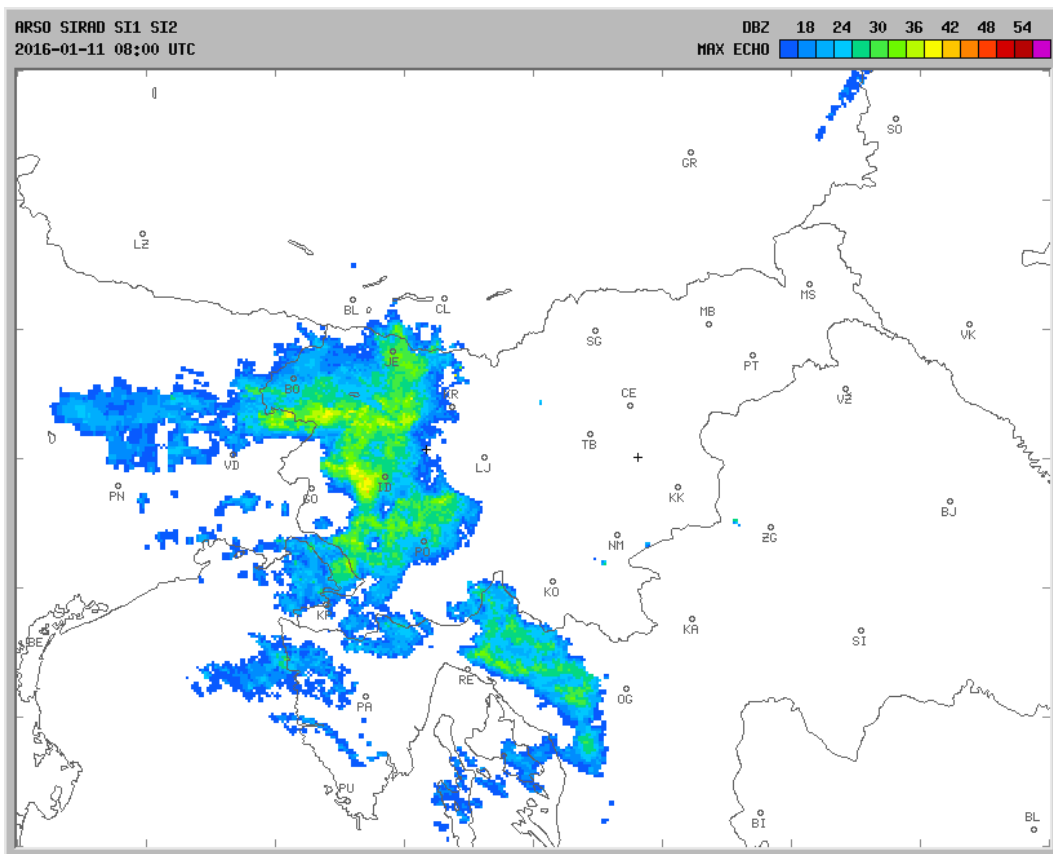 ARSO SIRAD SI1 SI2
DBZ 18 24 30 36 42 48 54
2016-01-11 08:00 UTC
MAX ECHO
SO
GR
LZ
MS
BL
CL
MB
SG
VK
JE
PT
BO
CE
VŽ
TB
LJ
VD
PN
GO
ID
KK
BJ
PO
NM
ZG
KO
KP
KA
BE
SI
RE
PA
OG
PU
BI
BL